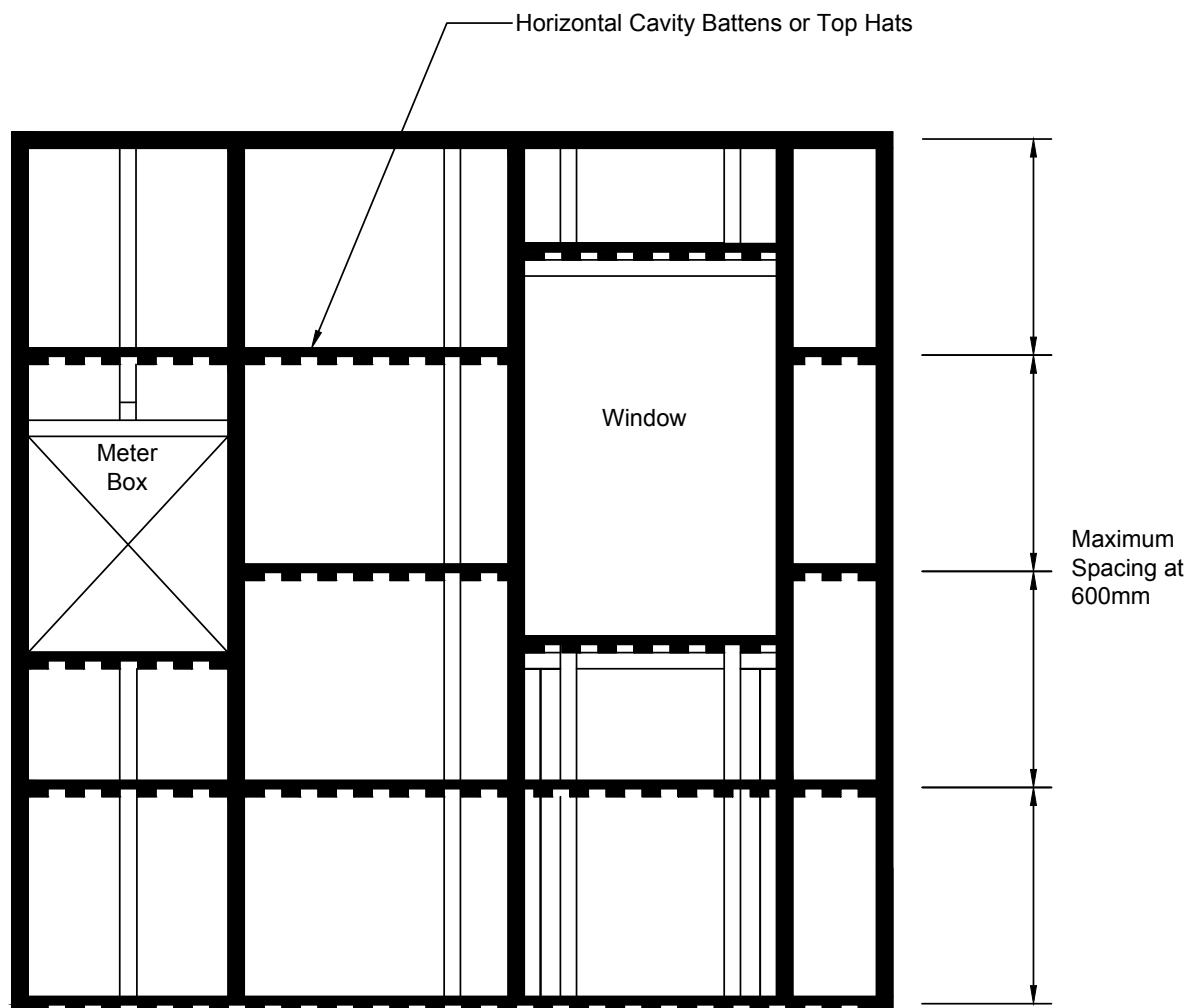 Horizontal Cavity Battens or Top Hats
Window
Meter
Box
Maximum
Spacing at
600mm